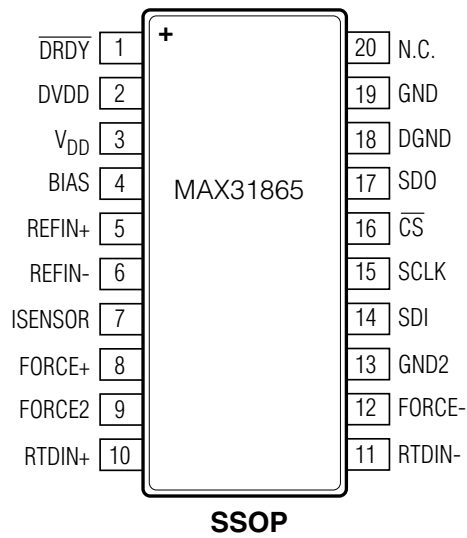 DRDY 1 + 20 N.C.
DVDD 2 19 GND
VDD 3 18 DGND
BIAS 4 MAX31865 17 SDO
REFIN+ 5 16 CS
REFIN- 6 15 SCLK
ISENSOR 7 14 SDI
FORCE+ 8 13 GND2
FORCE2 9 12 FORCE-
RTDIN+ 10 11 RTDIN-
SSOP